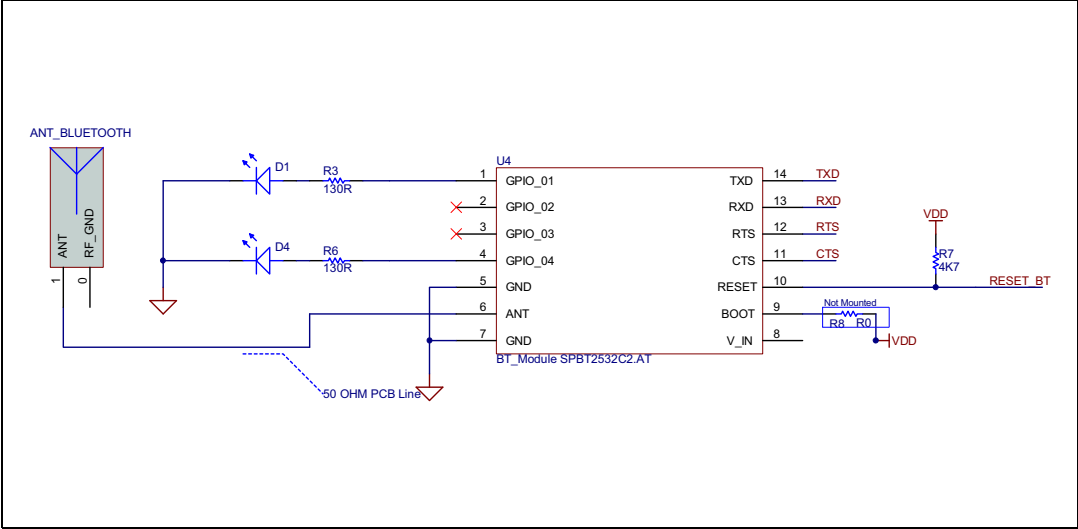 ANT_BLUETOOTH
ANT
RF_GND
1
0
D1
R3
130R
D4
R6
130R
U4
1 GPIO_01
2 GPIO_02
3 GPIO_03
4 GPIO_04
5 GND
6 ANT
7 GND
TXD 14 TXD
RXD 13 RXD
RTS 12 RTS
CTS 11 CTS
RESET 10 RESET_BT
BOOT 9
V_IN 8
BT_Module SPBT2532C2.AT
VDD
R7
4K7
Not Mounted
R8 R0
VDD
50 OHM PCB Line